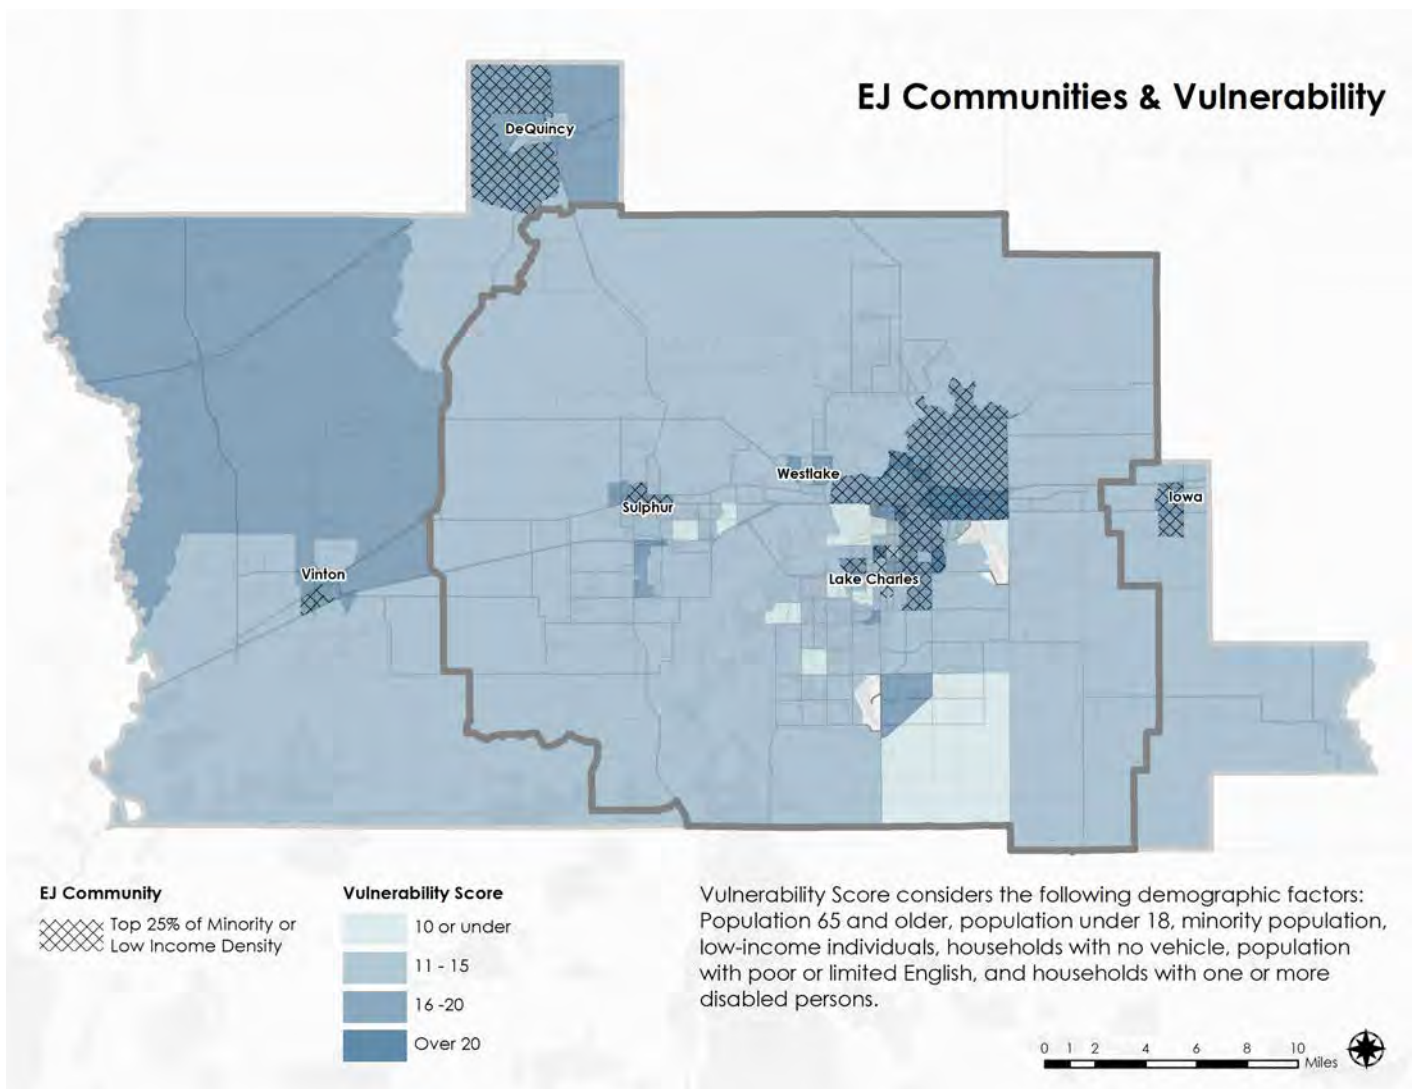 EJ Communities & Vulnerability
DeQuincy
Westlake
Sulphur
Iowa
Vinton
Lake Charles
EJ Community
Top 25% of Minority or
Low Income Density
Vulnerability Score
10 or under
11 - 15
16 -20
Over 20
Vulnerability Score considers the following demographic factors:
Population 65 and older, population under 18, minority population,
low-income individuals, households with no vehicle, population
with poor or limited English, and households with one or more
disabled persons.
0 1 2 4 6 8 10
Miles